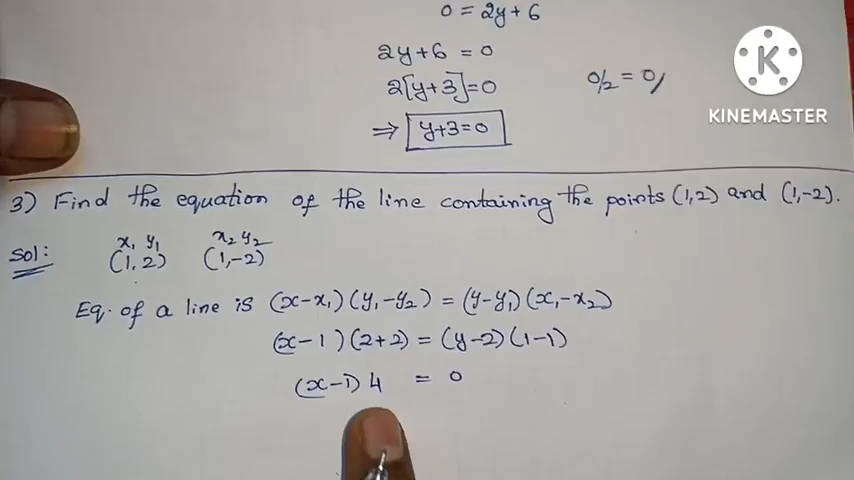 0 = 2y + 6
2y+6 = 0
2[y+3]=0 0/2 = 0//
⇒ y+3=0
KINEMASTER
3) Find the equation of the line containing the points (1,2) and (1,-2).
Sol: x₁ y₁ x₂ y₂
(1, 2) (1,-2)
Eq. of a line is (x-x₁)(y₁-y₂) = (y-y₁)(x₁-x₂)
(x-1)(2+2) = (y-2)(1-1)
(x-1) 4 = 0